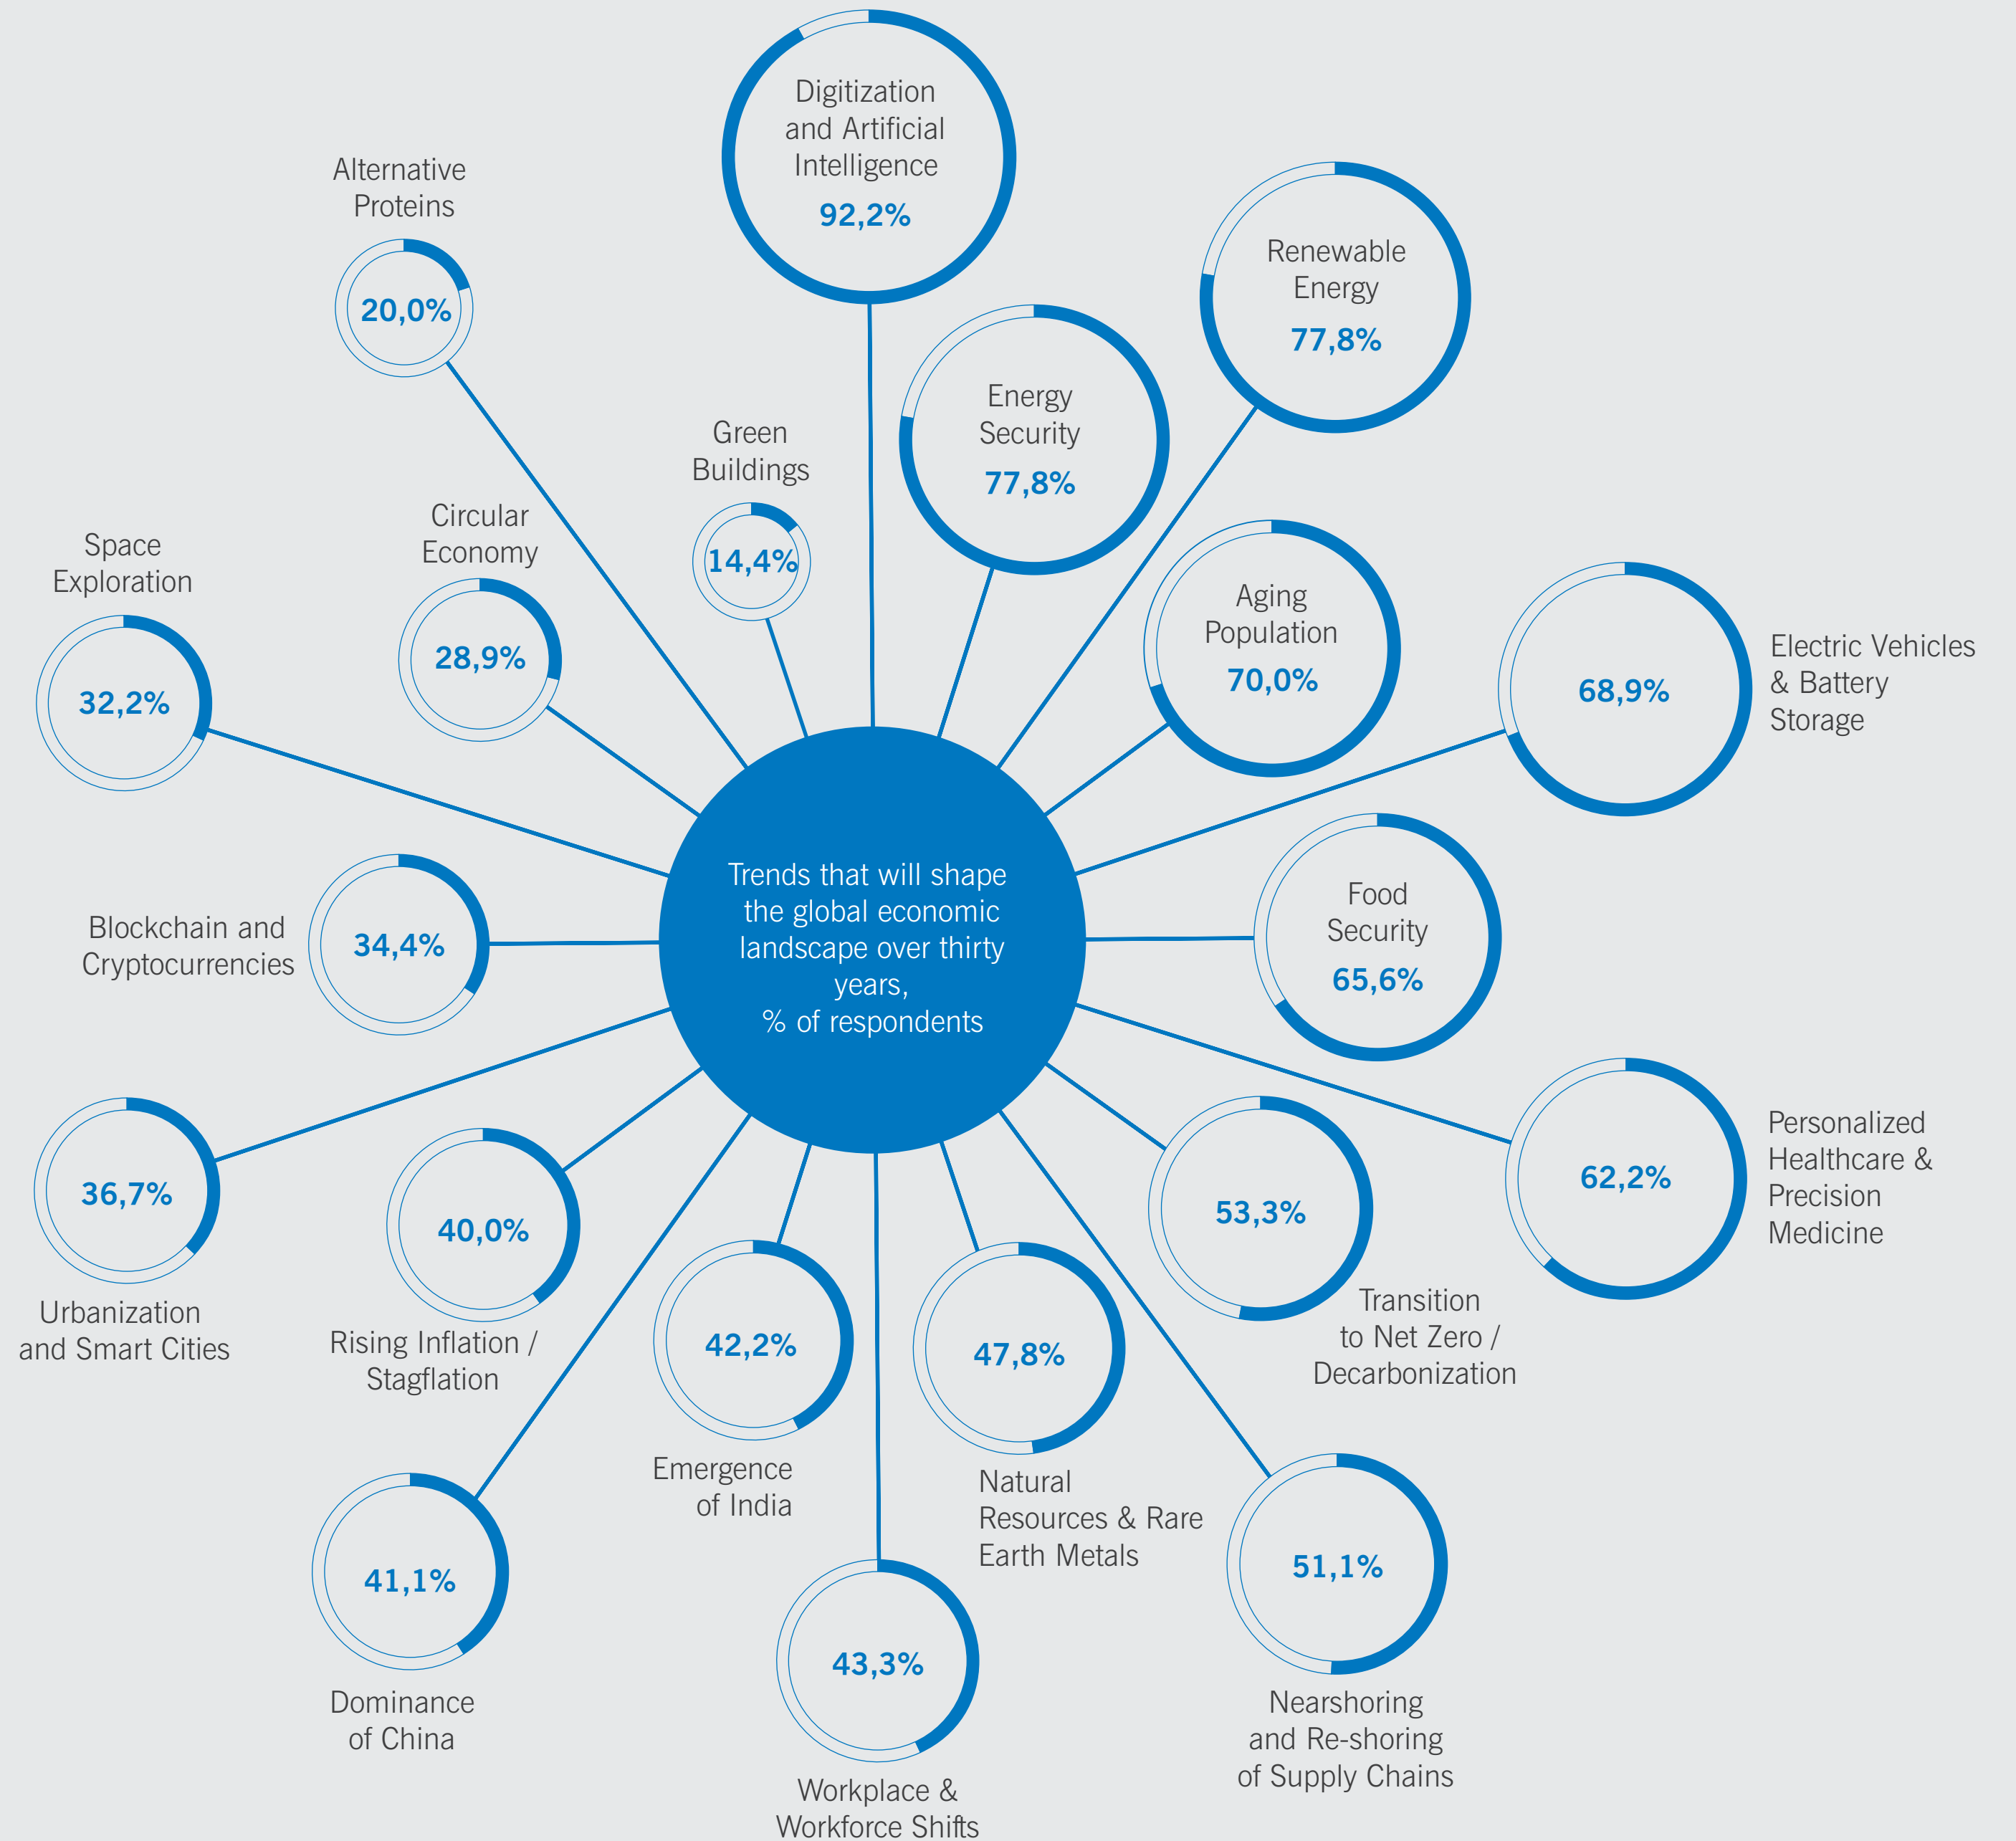 Digitization
and Artificial
Intelligence
92,2%
Renewable
Energy
77,8%
Energy
Security
77,8%
Aging
Population
70,0%
Electric Vehicles
& Battery
Storage
68,9%
Food
Security
65,6%
Personalized
Healthcare &
Precision
Medicine
62,2%
Transition
to Net Zero /
Decarbonization
53,3%
Nearshoring
and Re-shoring
of Supply Chains
51,1%
Natural
Resources & Rare
Earth Metals
47,8%
Workplace &
Workforce Shifts
43,3%
Emergence
of India
42,2%
Dominance
of China
41,1%
Rising Inflation /
Stagflation
40,0%
Urbanization
and Smart Cities
36,7%
Blockchain and
Cryptocurrencies
34,4%
Space
Exploration
32,2%
Circular
Economy
28,9%
Alternative
Proteins
20,0%
Green
Buildings
14,4%
Trends that will shape
the global economic
landscape over thirty
years,
% of respondents